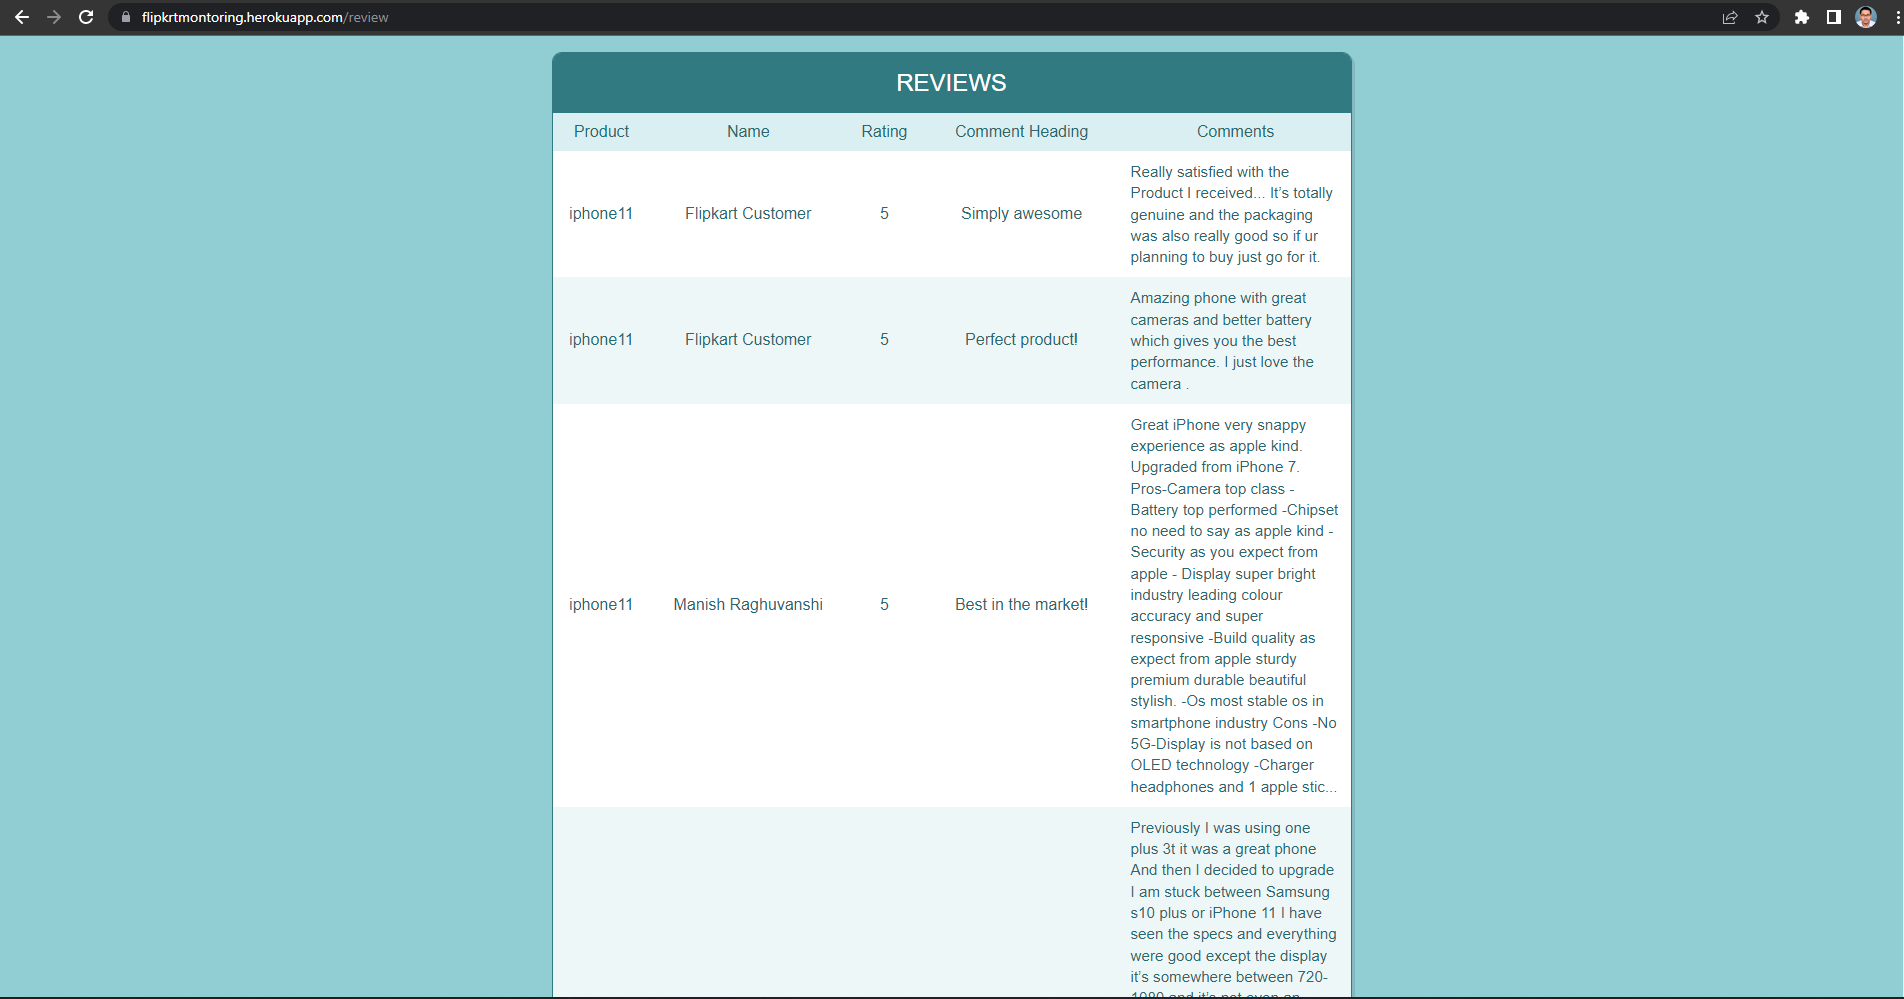 flipkrtmontoring.herokuapp.com/review
REVIEWS
Product Name Rating Comment Heading Comments
iphone11 Flipkart Customer 5 Simply awesome
Really satisfied with the
Product I received... It’s totally
genuine and the packaging
was also really good so if ur
planning to buy just go for it.
iphone11 Flipkart Customer 5 Perfect product!
Amazing phone with great
cameras and better battery
which gives you the best
performance. I just love the
camera .
iphone11 Manish Raghuvanshi 5 Best in the market!
Great iPhone very snappy
experience as apple kind.
Upgraded from iPhone 7.
Pros-Camera top class -
Battery top performed -Chipset
no need to say as apple kind -
Security as you expect from
apple - Display super bright
industry leading colour
accuracy and super
responsive -Build quality as
expect from apple sturdy
premium durable beautiful
stylish. -Os most stable os in
smartphone industry Cons -No
5G-Display is not based on
OLED technology -Charger
headphones and 1 apple stic...
Previously I was using one
plus 3t it was a great phone
And then I decided to upgrade
I am stuck between Samsung
s10 plus or iPhone 11 I have
seen the specs and everything
were good except the display
it’s somewhere between 720-
1080 and it’s not even an